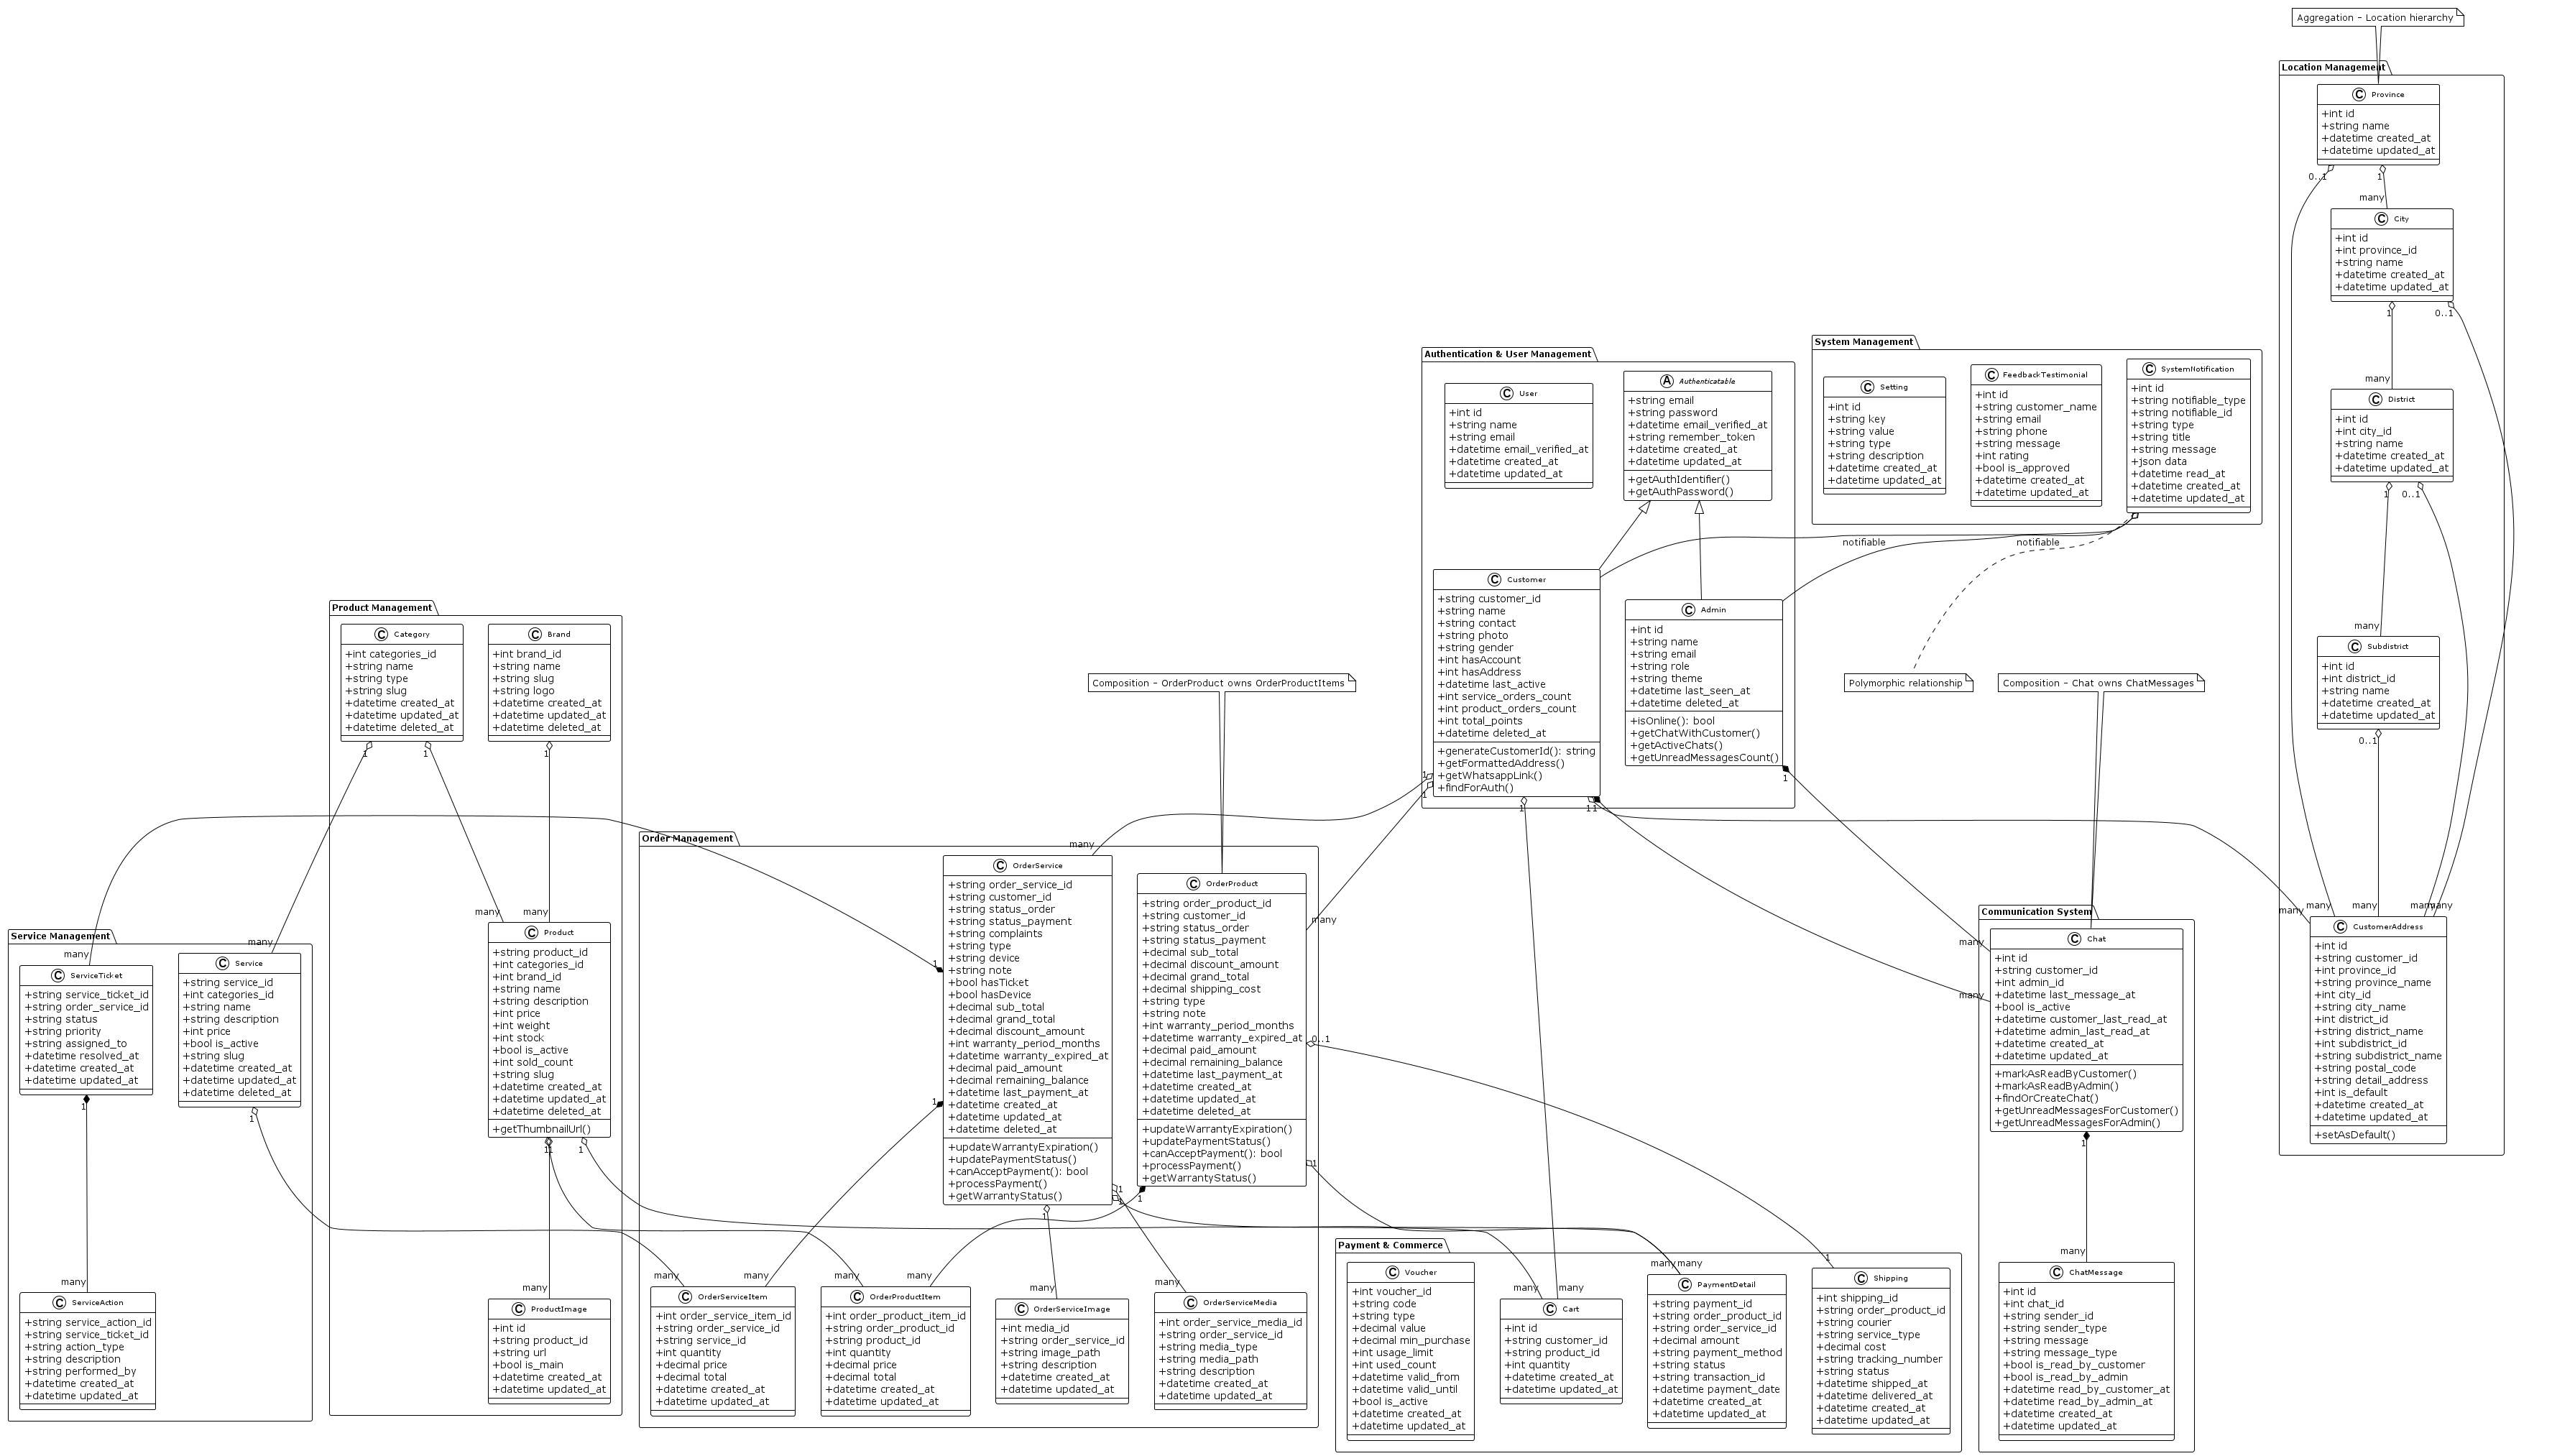 Aggregation - Location hierarchy
Location Management
Province
+int id
+string name
+datetime created_at
+datetime updated_at
0..1
1
many
City
+int id
+int province_id
+string name
+datetime created_at
+datetime updated_at
1
0..1
many
District
+int id
+int city_id
+string name
+datetime created_at
+datetime updated_at
1
0..1
many
Subdistrict
+int id
+int district_id
+string name
+datetime created_at
+datetime updated_at
0..1
many
many
many
many
many
CustomerAddress
+int id
+string customer_id
+int province_id
+string province_name
+int city_id
+string city_name
+int district_id
+string district_name
+int subdistrict_id
+string subdistrict_name
+string postal_code
+string detail_address
+int is_default
+datetime created_at
+datetime updated_at
+setAsDefault()
System Management
Setting
+int id
+string key
+string value
+string type
+string description
+datetime created_at
+datetime updated_at
FeedbackTestimonial
+int id
+string customer_name
+string email
+string phone
+string message
+int rating
+bool is_approved
+datetime created_at
+datetime updated_at
SystemNotification
+int id
+string notifiable_type
+string notifiable_id
+string type
+string title
+string message
+json data
+datetime read_at
+datetime created_at
+datetime updated_at
notifiable
notifiable
Polymorphic relationship
Authentication & User Management
User
+int id
+string name
+string email
+datetime email_verified_at
+datetime created_at
+datetime updated_at
Authenticatable
+string email
+string password
+datetime email_verified_at
+string remember_token
+datetime created_at
+datetime updated_at
+getAuthIdentifier()
+getAuthPassword()
Customer
+string customer_id
+string name
+string contact
+string photo
+string gender
+int hasAccount
+int hasAddress
+datetime last_active
+int service_orders_count
+int product_orders_count
+int total_points
+datetime deleted_at
+generateCustomerId(): string
+getFormattedAddress()
+getWhatsappLink()
+findForAuth()
1
1
1
1
1
Admin
+int id
+string name
+string email
+string role
+string theme
+datetime last_seen_at
+datetime deleted_at
+isOnline(): bool
+getChatWithCustomer()
+getActiveChats()
+getUnreadMessagesCount()
1
Composition - Chat owns ChatMessages
Communication System
many
many
Chat
+int id
+string customer_id
+int admin_id
+datetime last_message_at
+bool is_active
+datetime customer_last_read_at
+datetime admin_last_read_at
+datetime created_at
+datetime updated_at
+markAsReadByCustomer()
+markAsReadByAdmin()
+findOrCreateChat()
+getUnreadMessagesForCustomer()
+getUnreadMessagesForAdmin()
1
many
ChatMessage
+int id
+int chat_id
+string sender_id
+string sender_type
+string message
+string message_type
+bool is_read_by_customer
+bool is_read_by_admin
+datetime read_by_customer_at
+datetime read_by_admin_at
+datetime created_at
+datetime updated_at
Product Management
Category
+int categories_id
+string name
+string type
+string slug
+datetime created_at
+datetime updated_at
+datetime deleted_at
1
1
Brand
+int brand_id
+string name
+string slug
+string logo
+datetime created_at
+datetime updated_at
+datetime deleted_at
1
many
many
Product
+string product_id
+int categories_id
+int brand_id
+string name
+string description
+int price
+int weight
+int stock
+bool is_active
+int sold_count
+string slug
+datetime created_at
+datetime updated_at
+datetime deleted_at
+getThumbnailUrl()
1
1
1
many
ProductImage
+int id
+string product_id
+string url
+bool is_main
+datetime created_at
+datetime updated_at
Service Management
many
ServiceTicket
+string service_ticket_id
+string order_service_id
+string status
+string priority
+string assigned_to
+datetime resolved_at
+datetime created_at
+datetime updated_at
1
many
Service
+string service_id
+int categories_id
+string name
+string description
+int price
+bool is_active
+string slug
+datetime created_at
+datetime updated_at
+datetime deleted_at
1
many
ServiceAction
+string service_action_id
+string service_ticket_id
+string action_type
+string description
+string performed_by
+datetime created_at
+datetime updated_at
Composition - OrderProduct owns OrderProductItems
Order Management
many
OrderService
+string order_service_id
+string customer_id
+string status_order
+string status_payment
+string complaints
+string type
+string device
+string note
+bool hasTicket
+bool hasDevice
+decimal sub_total
+decimal grand_total
+decimal discount_amount
+int warranty_period_months
+datetime warranty_expired_at
+decimal paid_amount
+decimal remaining_balance
+datetime last_payment_at
+datetime created_at
+datetime updated_at
+datetime deleted_at
+updateWarrantyExpiration()
+updatePaymentStatus()
+canAcceptPayment(): bool
+processPayment()
+getWarrantyStatus()
1
1
1
1
1
many
OrderProduct
+string order_product_id
+string customer_id
+string status_order
+string status_payment
+decimal sub_total
+decimal discount_amount
+decimal grand_total
+decimal shipping_cost
+string type
+string note
+int warranty_period_months
+datetime warranty_expired_at
+decimal paid_amount
+decimal remaining_balance
+datetime last_payment_at
+datetime created_at
+datetime updated_at
+datetime deleted_at
+updateWarrantyExpiration()
+updatePaymentStatus()
+canAcceptPayment(): bool
+processPayment()
+getWarrantyStatus()
0..1
1
1
many
many
OrderServiceItem
+int order_service_item_id
+string order_service_id
+string service_id
+int quantity
+decimal price
+decimal total
+datetime created_at
+datetime updated_at
many
many
OrderProductItem
+int order_product_item_id
+string order_product_id
+string product_id
+int quantity
+decimal price
+decimal total
+datetime created_at
+datetime updated_at
many
OrderServiceImage
+int media_id
+string order_service_id
+string image_path
+string description
+datetime created_at
+datetime updated_at
many
OrderServiceMedia
+int order_service_media_id
+string order_service_id
+string media_type
+string media_path
+string description
+datetime created_at
+datetime updated_at
Payment & Commerce
Voucher
+int voucher_id
+string code
+string type
+decimal value
+decimal min_purchase
+int usage_limit
+int used_count
+datetime valid_from
+datetime valid_until
+bool is_active
+datetime created_at
+datetime updated_at
many
many
Cart
+int id
+string customer_id
+string product_id
+int quantity
+datetime created_at
+datetime updated_at
many
many
PaymentDetail
+string payment_id
+string order_product_id
+string order_service_id
+decimal amount
+string payment_method
+string status
+string transaction_id
+datetime payment_date
+datetime created_at
+datetime updated_at
1
Shipping
+int shipping_id
+string order_product_id
+string courier
+string service_type
+decimal cost
+string tracking_number
+string status
+datetime shipped_at
+datetime delivered_at
+datetime created_at
+datetime updated_at